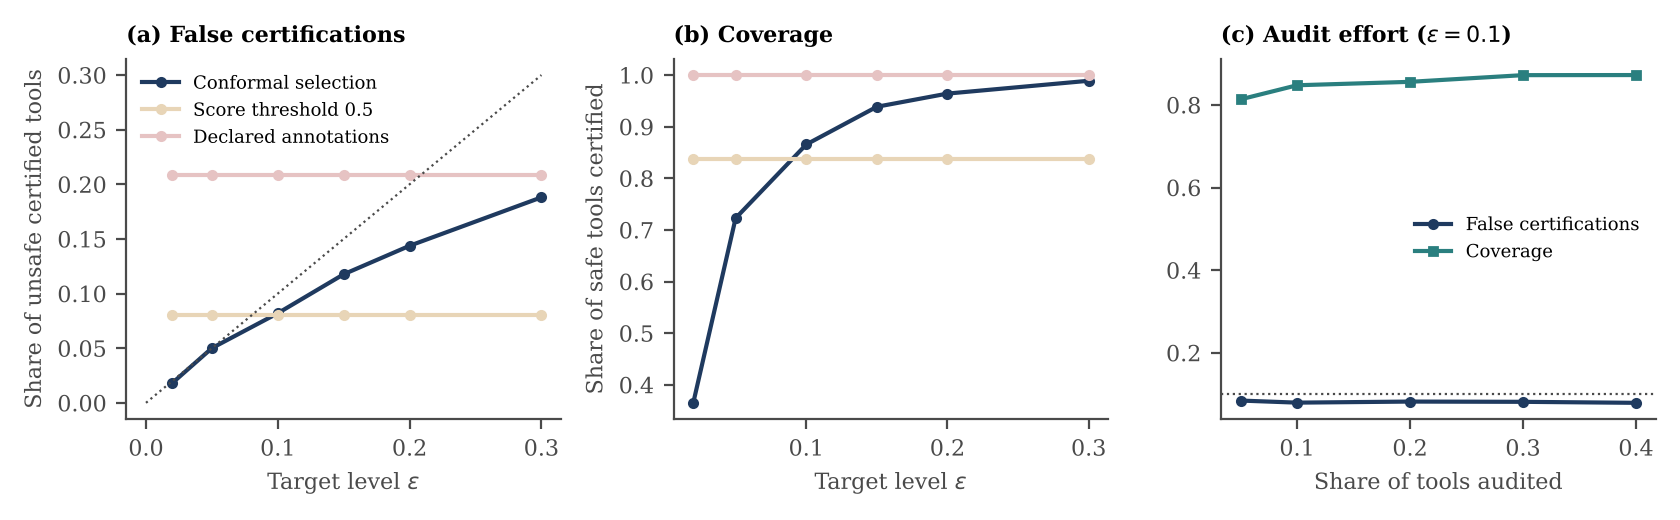 (a) False certifications
Share of unsafe certified tools
0.30
0.25
0.20
0.15
0.10
0.05
0.00
Conformal selection
Score threshold 0.5
Declared annotations
0.0 0.1 0.2 0.3
Target level ε
(b) Coverage
Share of safe tools certified
1.0
0.9
0.8
0.7
0.6
0.5
0.4
0.1 0.2 0.3
Target level ε
(c) Audit effort (ε = 0.1)
0.8
0.6
0.4
0.2
False certifications
Coverage
0.1 0.2 0.3 0.4
Share of tools audited